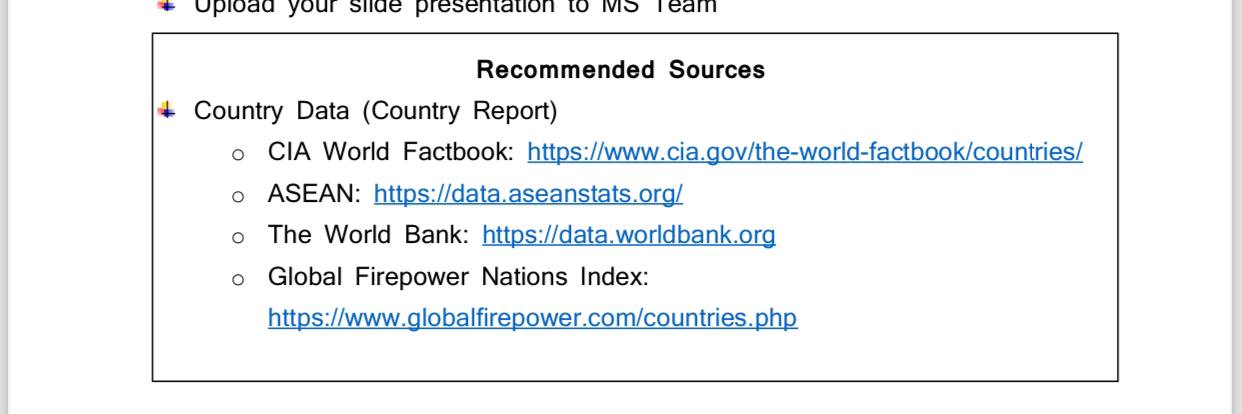 Upload your slide presentation to MS Team
Recommended Sources
Country Data (Country Report)
o CIA World Factbook: https://www.cia.gov/the-world-factbook/countries/
o ASEAN: https://data.aseanstats.org/
o The World Bank: https://data.worldbank.org
o Global Firepower Nations Index:
https://www.globalfirepower.com/countries.php